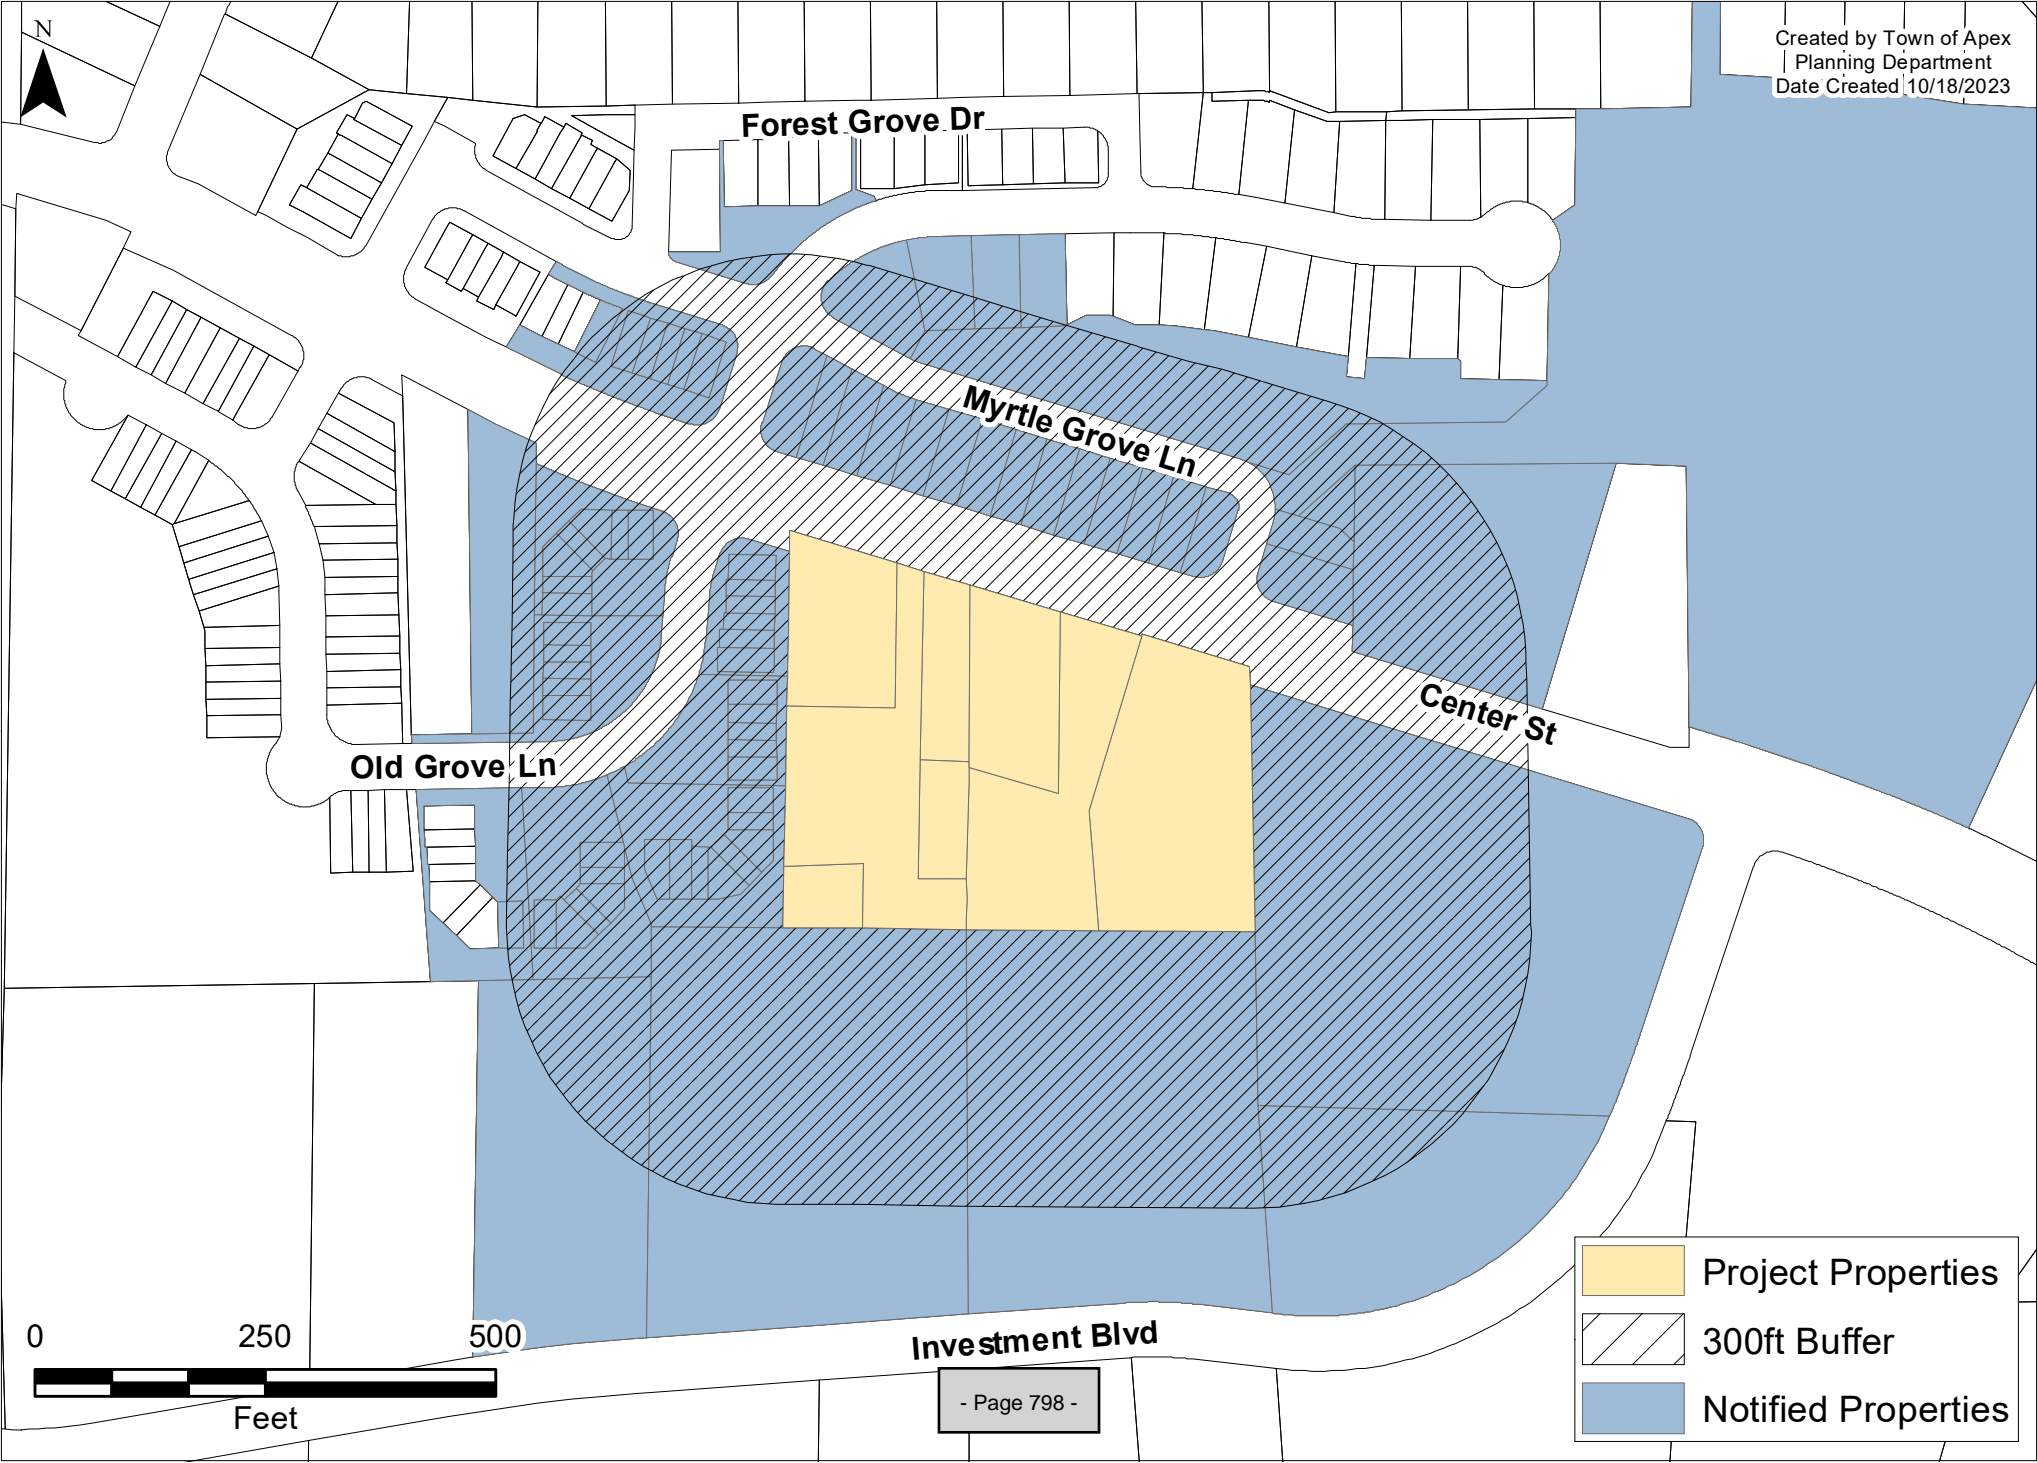 N
Created by Town of Apex
Planning Department
Date Created 10/18/2023
Forest Grove Dr
Myrtle Grove Ln
Center St
Old Grove Ln
Investment Blvd
0 250 500
Feet
- Page 798 -
Project Properties
300ft Buffer
Notified Properties